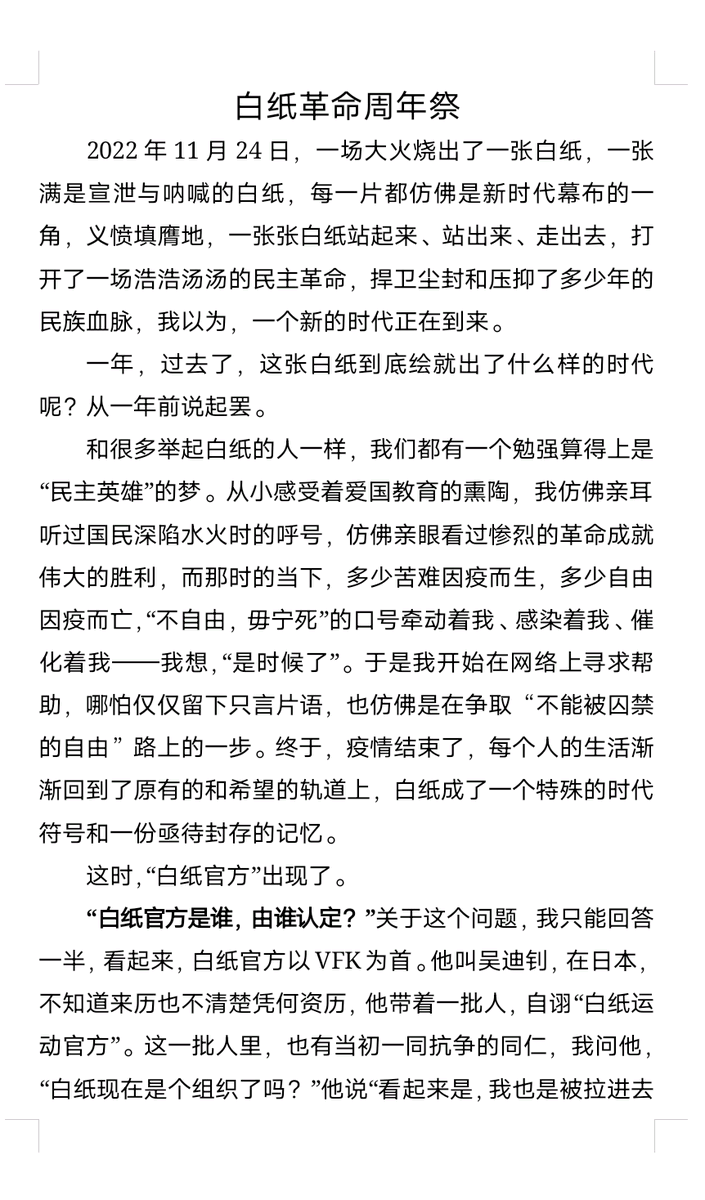 白纸革命周年祭
2022 年 11 月 24 日，一场大火烧出了一张白纸，一张
满是宣泄与呐喊的白纸，每一片都仿佛是新时代幕布的一
角，义愤填膺地，一张张白纸站起来、站出来、走出去，打
开了一场浩浩汤汤的民主革命，捍卫尘封和压抑了多少年的
民族血脉，我以为，一个新的时代正在到来。
一年，过去了，这张白纸到底绘就出了什么样的时代
呢？从一年前说起罢。
和很多举起白纸的人一样，我们都有一个勉强算得上是
“民主英雄”的梦。从小感受着爱国教育的熏陶，我仿佛亲耳
听过国民深陷水火时的呼号，仿佛亲眼看过惨烈的革命成就
伟大的胜利，而那时的当下，多少苦难因疫而生，多少自由
因疫而亡，“不自由，毋宁死”的口号牵动着我、感染着我、催
化着我——我想，“是时候了”。于是我开始在网络上寻求帮
助，哪怕仅仅留下只言片语，也仿佛是在争取“不能被囚禁
的自由”路上的一步。终于，疫情结束了，每个人的生活渐
渐回到了原有的和希望的轨道上，白纸成了一个特殊的时代
符号和一份亟待封存的记忆。
这时，“白纸官方”出现了。
“白纸官方是谁，由谁认定？”关于这个问题，我只能回答
一半，看起来，白纸官方以 VFK 为首。他叫吴迪钊，在日本，
不知道来历也不清楚凭何资历，他带着一批人，自诩“白纸运
动官方”。这一批人里，也有当初一同抗争的同仁，我问他，
“白纸现在是个组织了吗？”他说“看起来是，我也是被拉进去